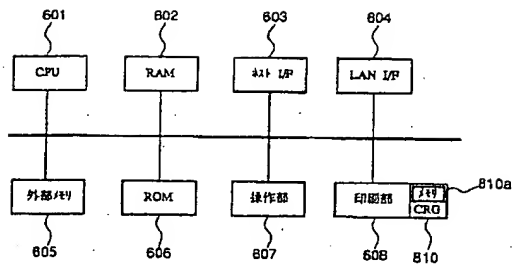 601
602
603
604
CPU
RAM
ホスト I/F
LAN I/F
外部メモリ
ROM
操作部
印刷部
メモリ
CRG
810a
605
606
607
608
810